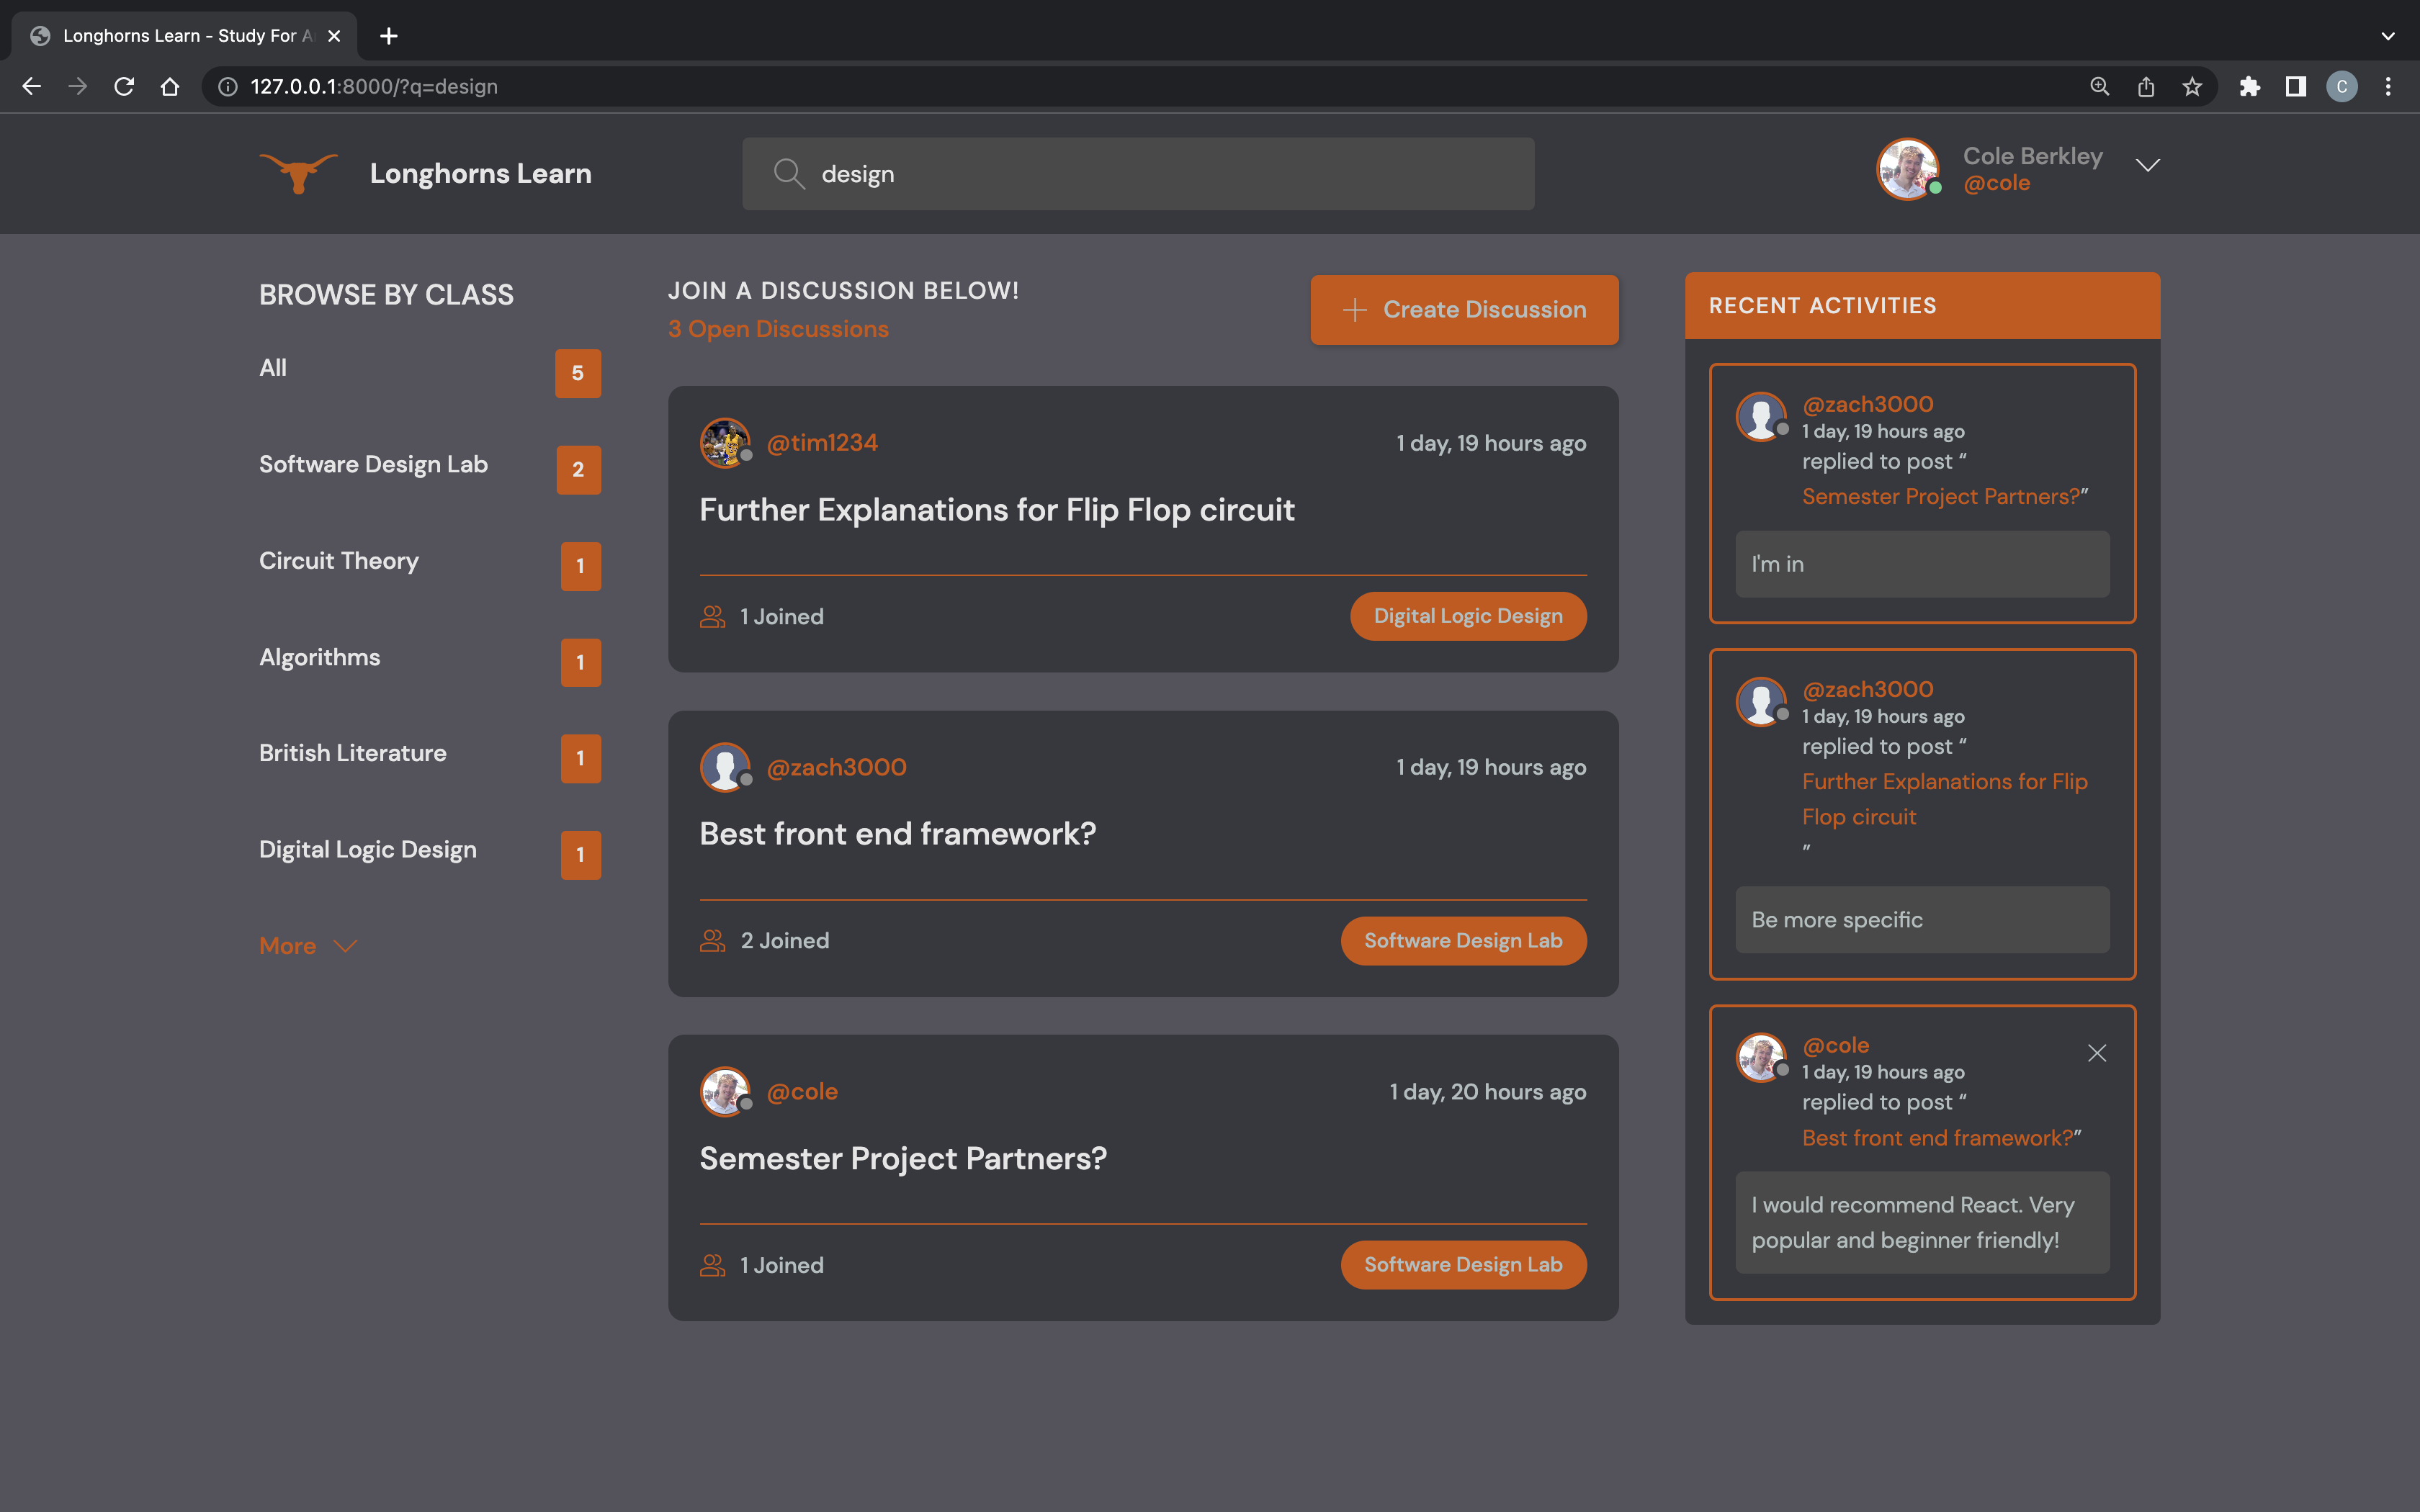 Longhorns Learn - Study For A
127.0.0.1:8000/?q=design
C
Longhorns Learn
design
Cole Berkley
@cole
BROWSE BY CLASS
All
5
Software Design Lab
2
Circuit Theory
1
Algorithms
1
British Literature
1
Digital Logic Design
1
More
JOIN A DISCUSSION BELOW!
3 Open Discussions
Create Discussion
@tim1234
1 day, 19 hours ago
Further Explanations for Flip Flop circuit
1 Joined
Digital Logic Design
@zach3000
1 day, 19 hours ago
Best front end framework?
2 Joined
Software Design Lab
@cole
1 day, 20 hours ago
Semester Project Partners?
1 Joined
Software Design Lab
RECENT ACTIVITIES
@zach3000
1 day, 19 hours ago
replied to post “
Semester Project Partners?”
I'm in
@zach3000
1 day, 19 hours ago
replied to post “
Further Explanations for Flip
Flop circuit
”
Be more specific
@cole
1 day, 19 hours ago
replied to post “
Best front end framework?”
I would recommend React. Very
popular and beginner friendly!